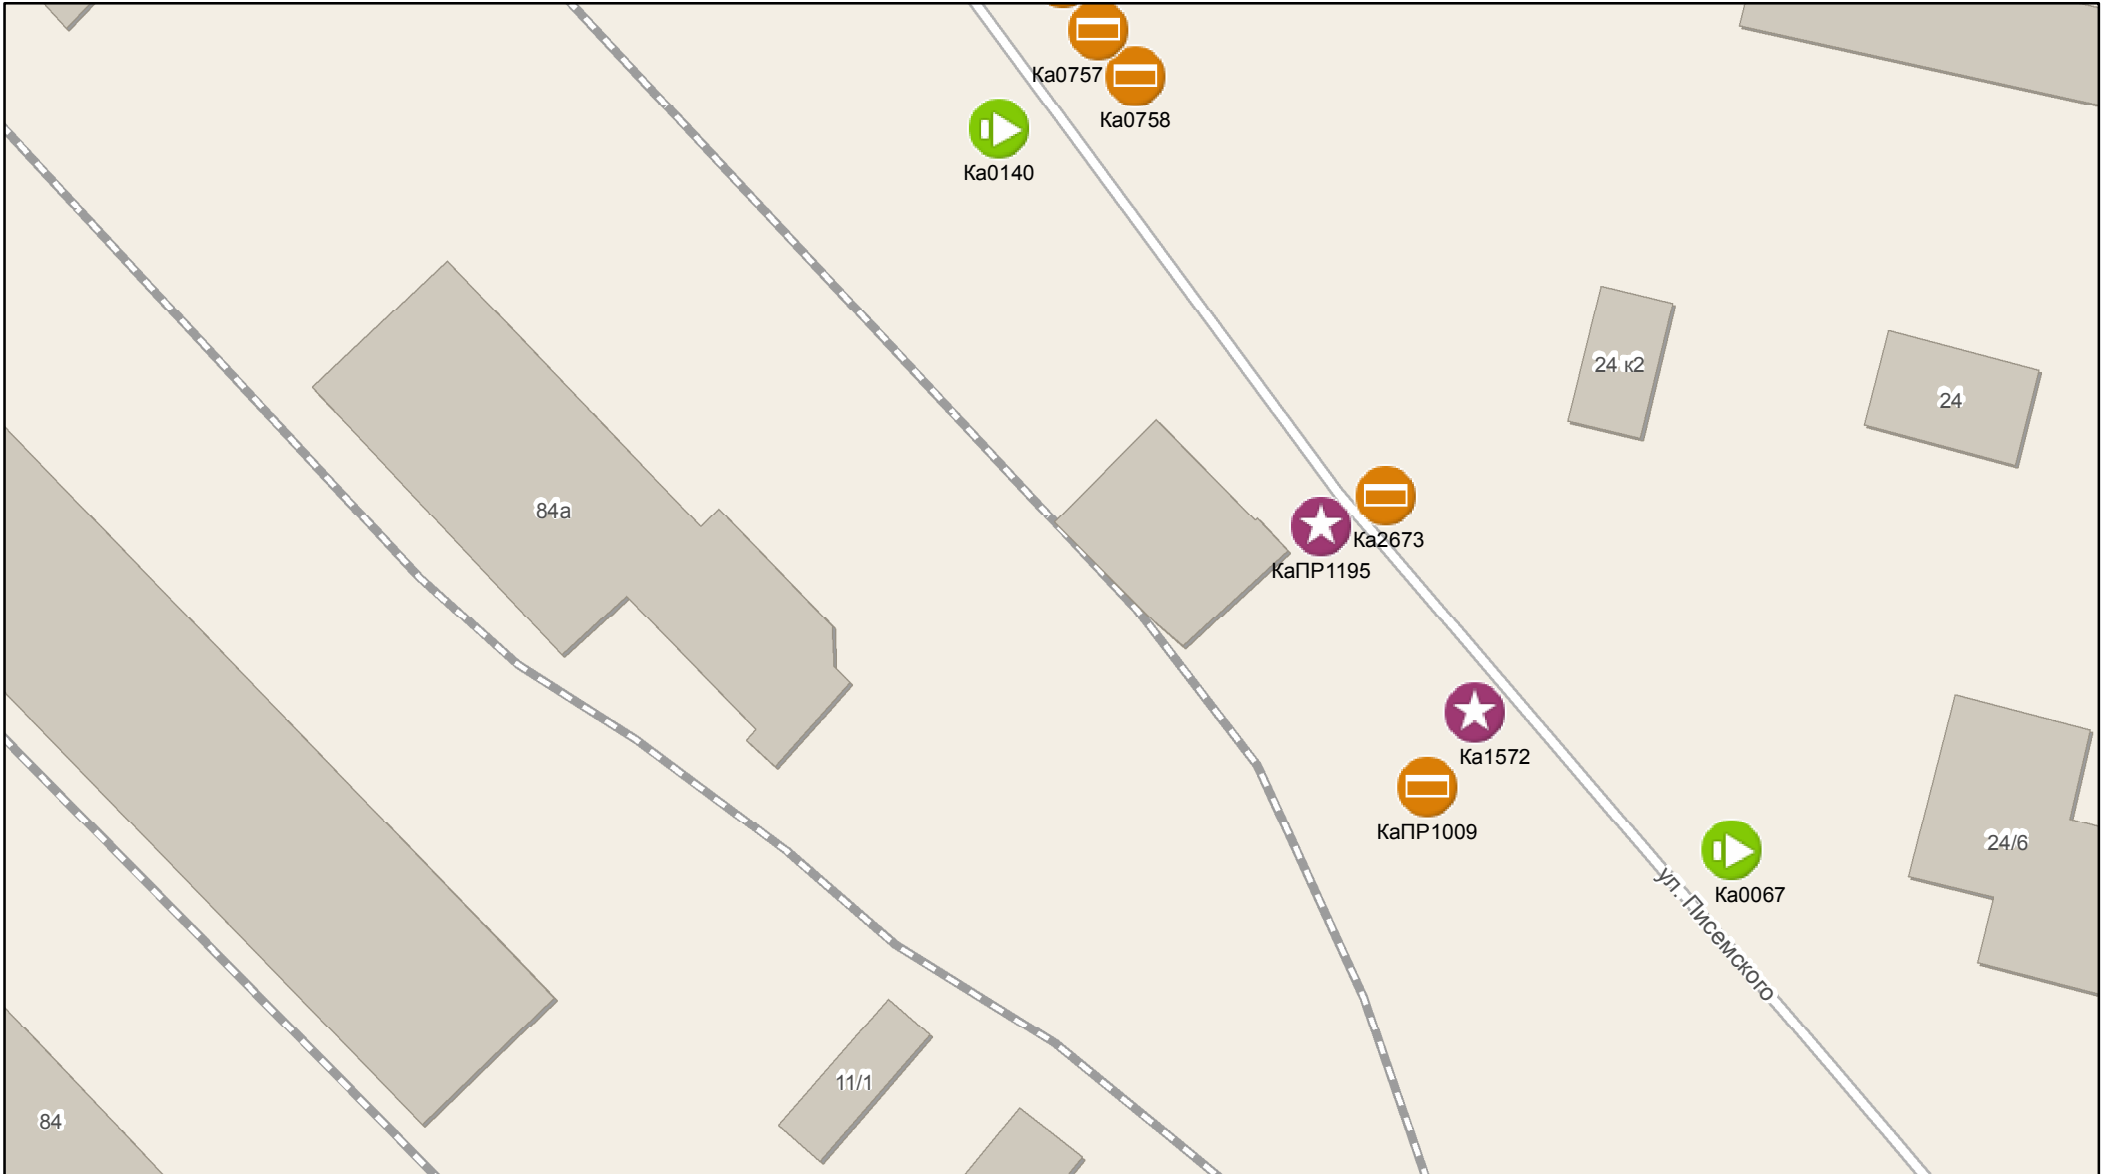 Ка0757
Ка0758
Ка0140
24 к2
24
84а
Ка2673
КаПР1195
Ка1572
КаПР1009
24/6
Ка0067
ул. Писемского
11/1
84